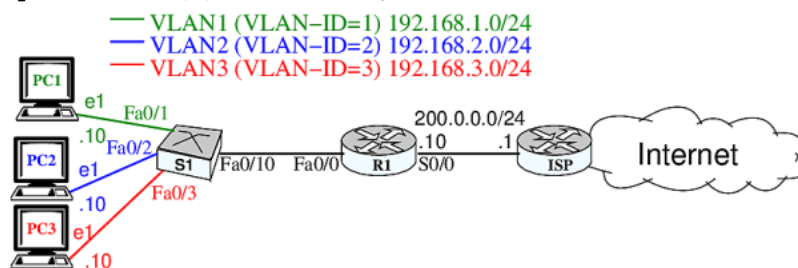 VLAN1 (VLAN-ID=1) 192.168.1.0/24
VLAN2 (VLAN-ID=2) 192.168.2.0/24
VLAN3 (VLAN-ID=3) 192.168.3.0/24
PC1
e1
Fa0/1
.10
PC2
e1
Fa0/2
.10
PC3
e1
Fa0/3
.10
S1
Fa0/10
Fa0/0
R1
200.0.0.0/24
.10
S0/0
.1
ISP
Internet